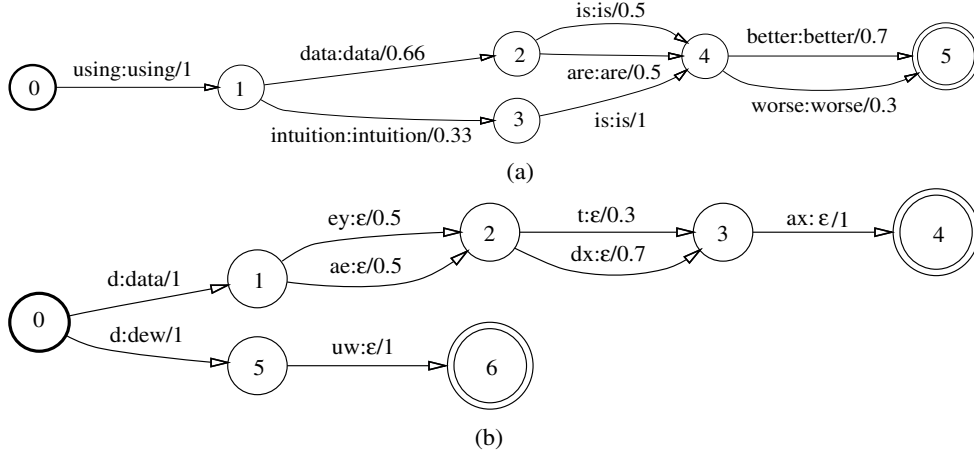 is:is/0.5
data:data/0.66
better:better/0.7
using:using/1
2
0
1
4
5
are:are/0.5
3
intuition:intuition/0.33
is:is/1
worse:worse/0.3
(a)
ey:ε/0.5
t:ε/0.3
ax: ε/1
2
3
4
d:data/1
ae:ε/0.5
dx:ε/0.7
1
0
d:dew/1
uw:ε/1
5
6
(b)